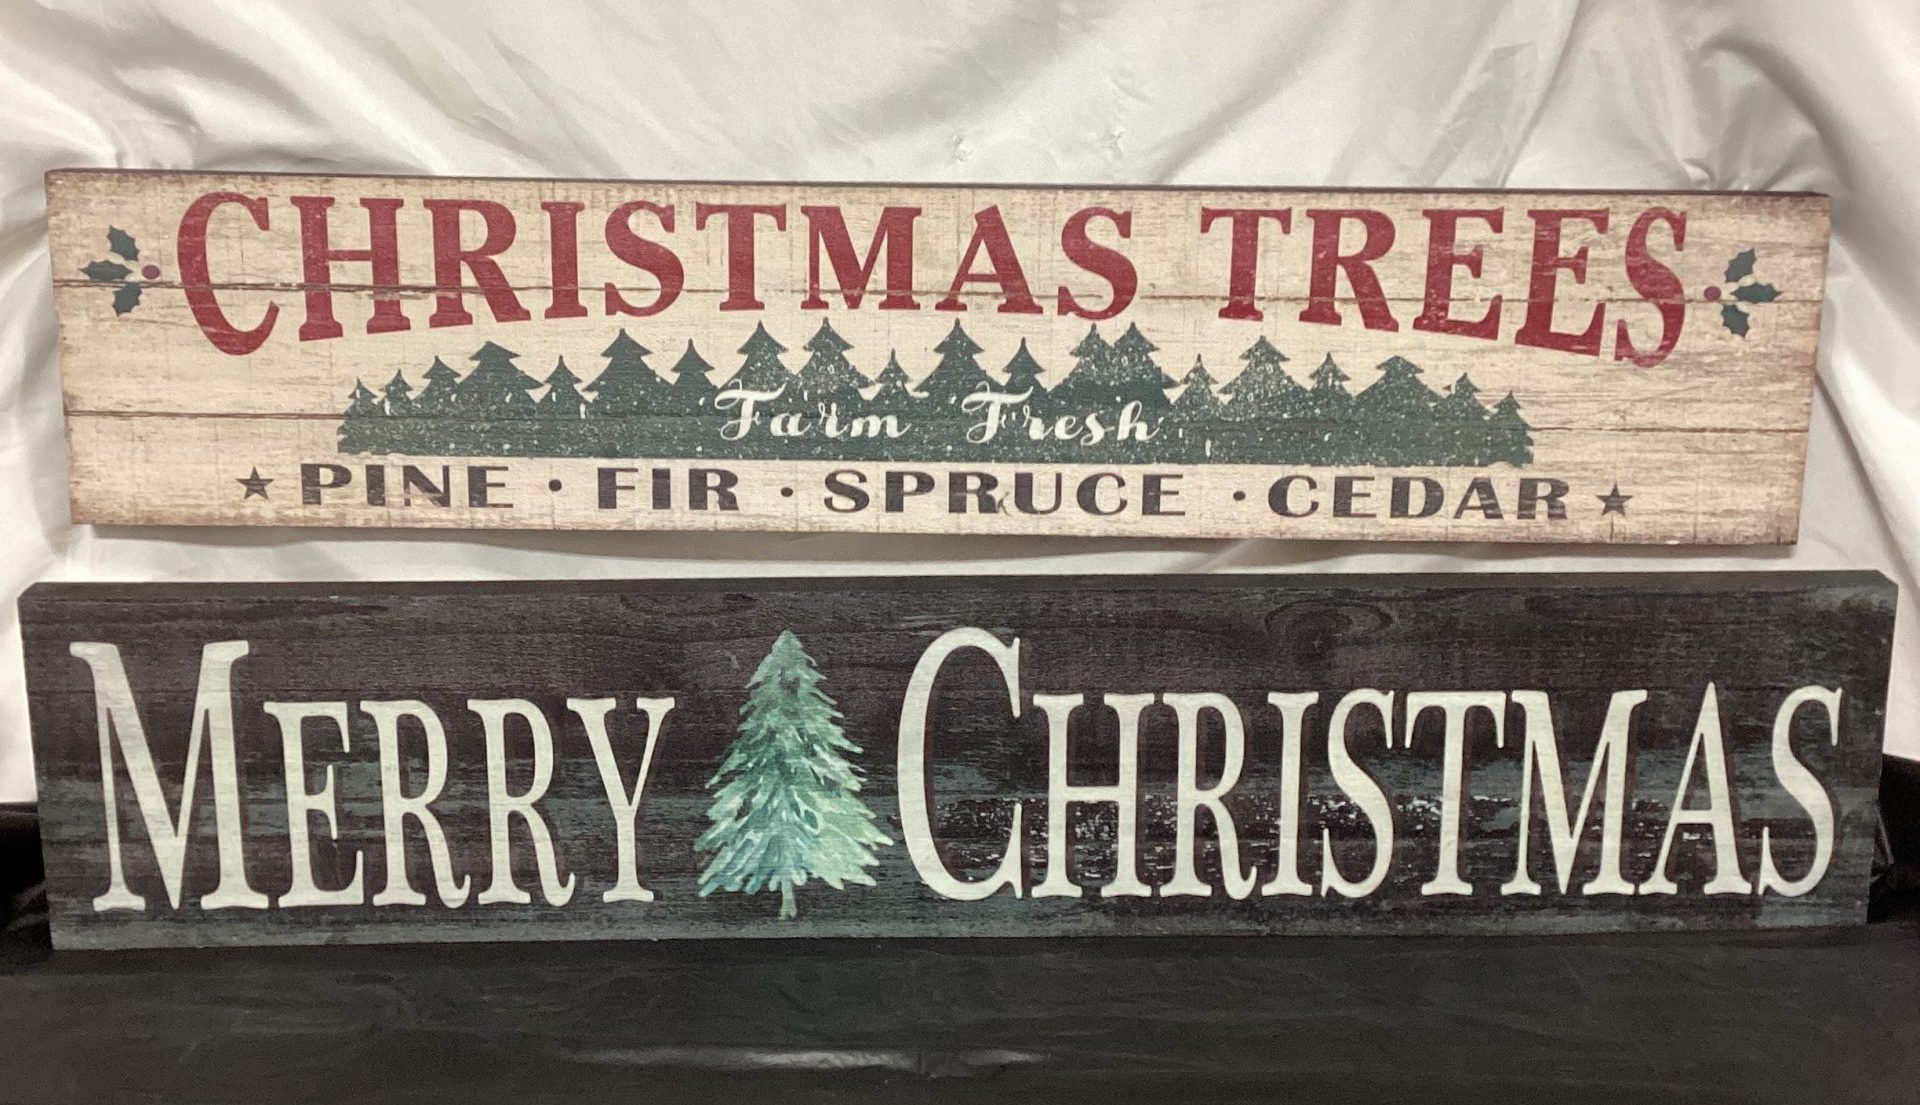 CHRISTMAS TREES
Farm Fresh
★ PINE · FIR · SPRUCE · CEDAR ★
MERRY CHRISTMAS